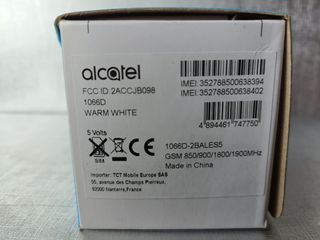 alcatel
FCC ID: 2ACCJB098
1066D
WARM WHITE
IMEI: 352788500638394
IMEI: 352788500638402
4 894461 747750
5 Volts
SIM
1066D-2BALES5
GSM 850/900/1800/1900MHz
Made in China
Importer: TCT Mobile Europe SAS
55, avenue des Champs Pierreux,
92000 Nanterre, France